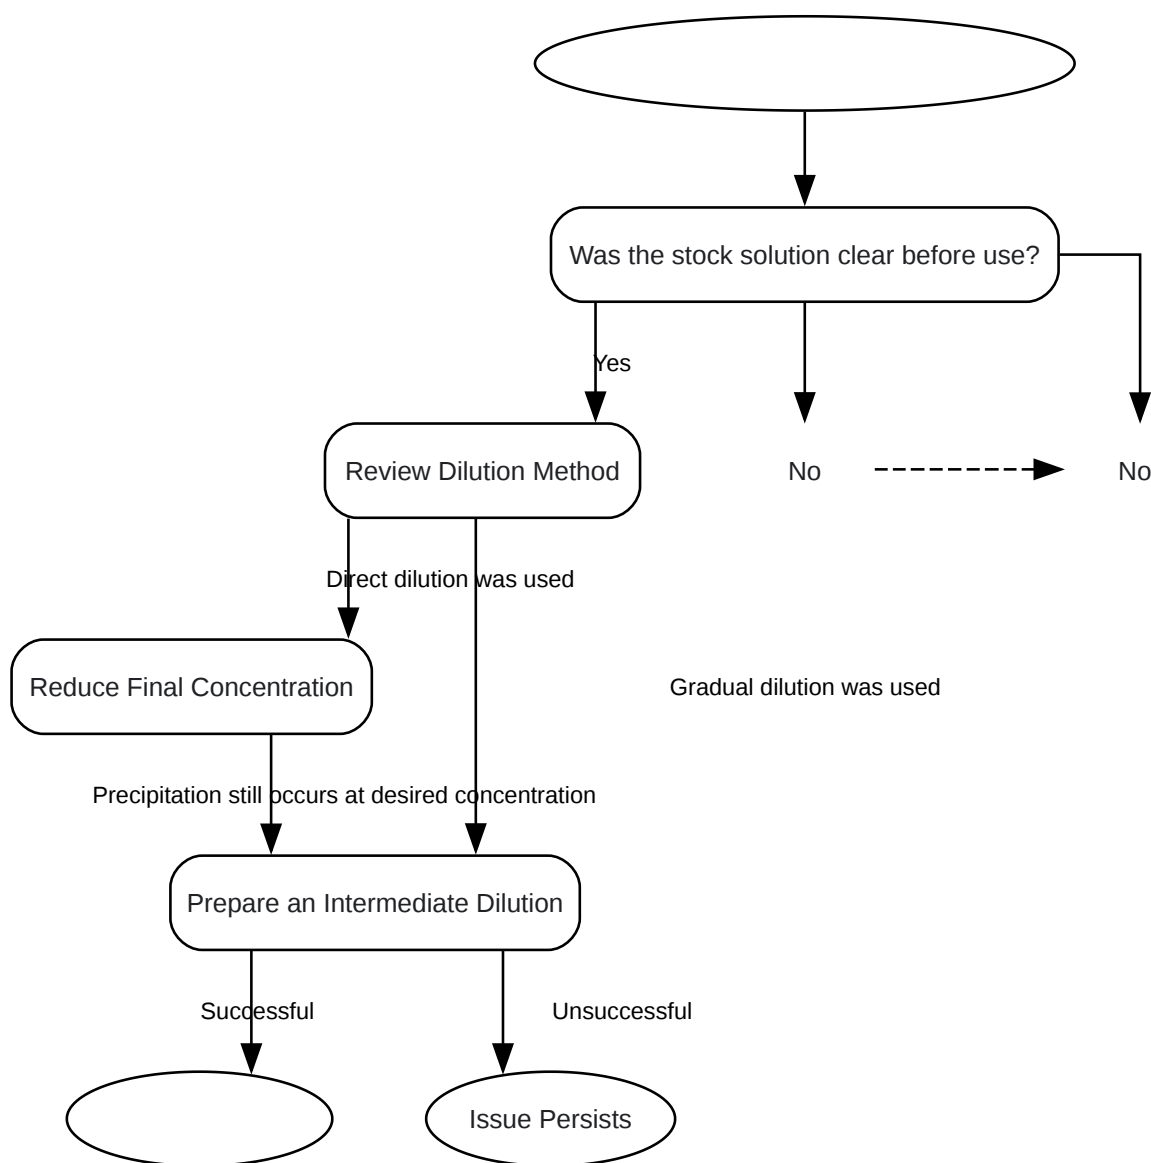 Was the stock solution clear before use?
Yes
Review Dilution Method
No
No
Direct dilution was used
Reduce Final Concentration
Gradual dilution was used
Precipitation still occurs at desired concentration
Prepare an Intermediate Dilution
Successful
Unsuccessful
Issue Persists